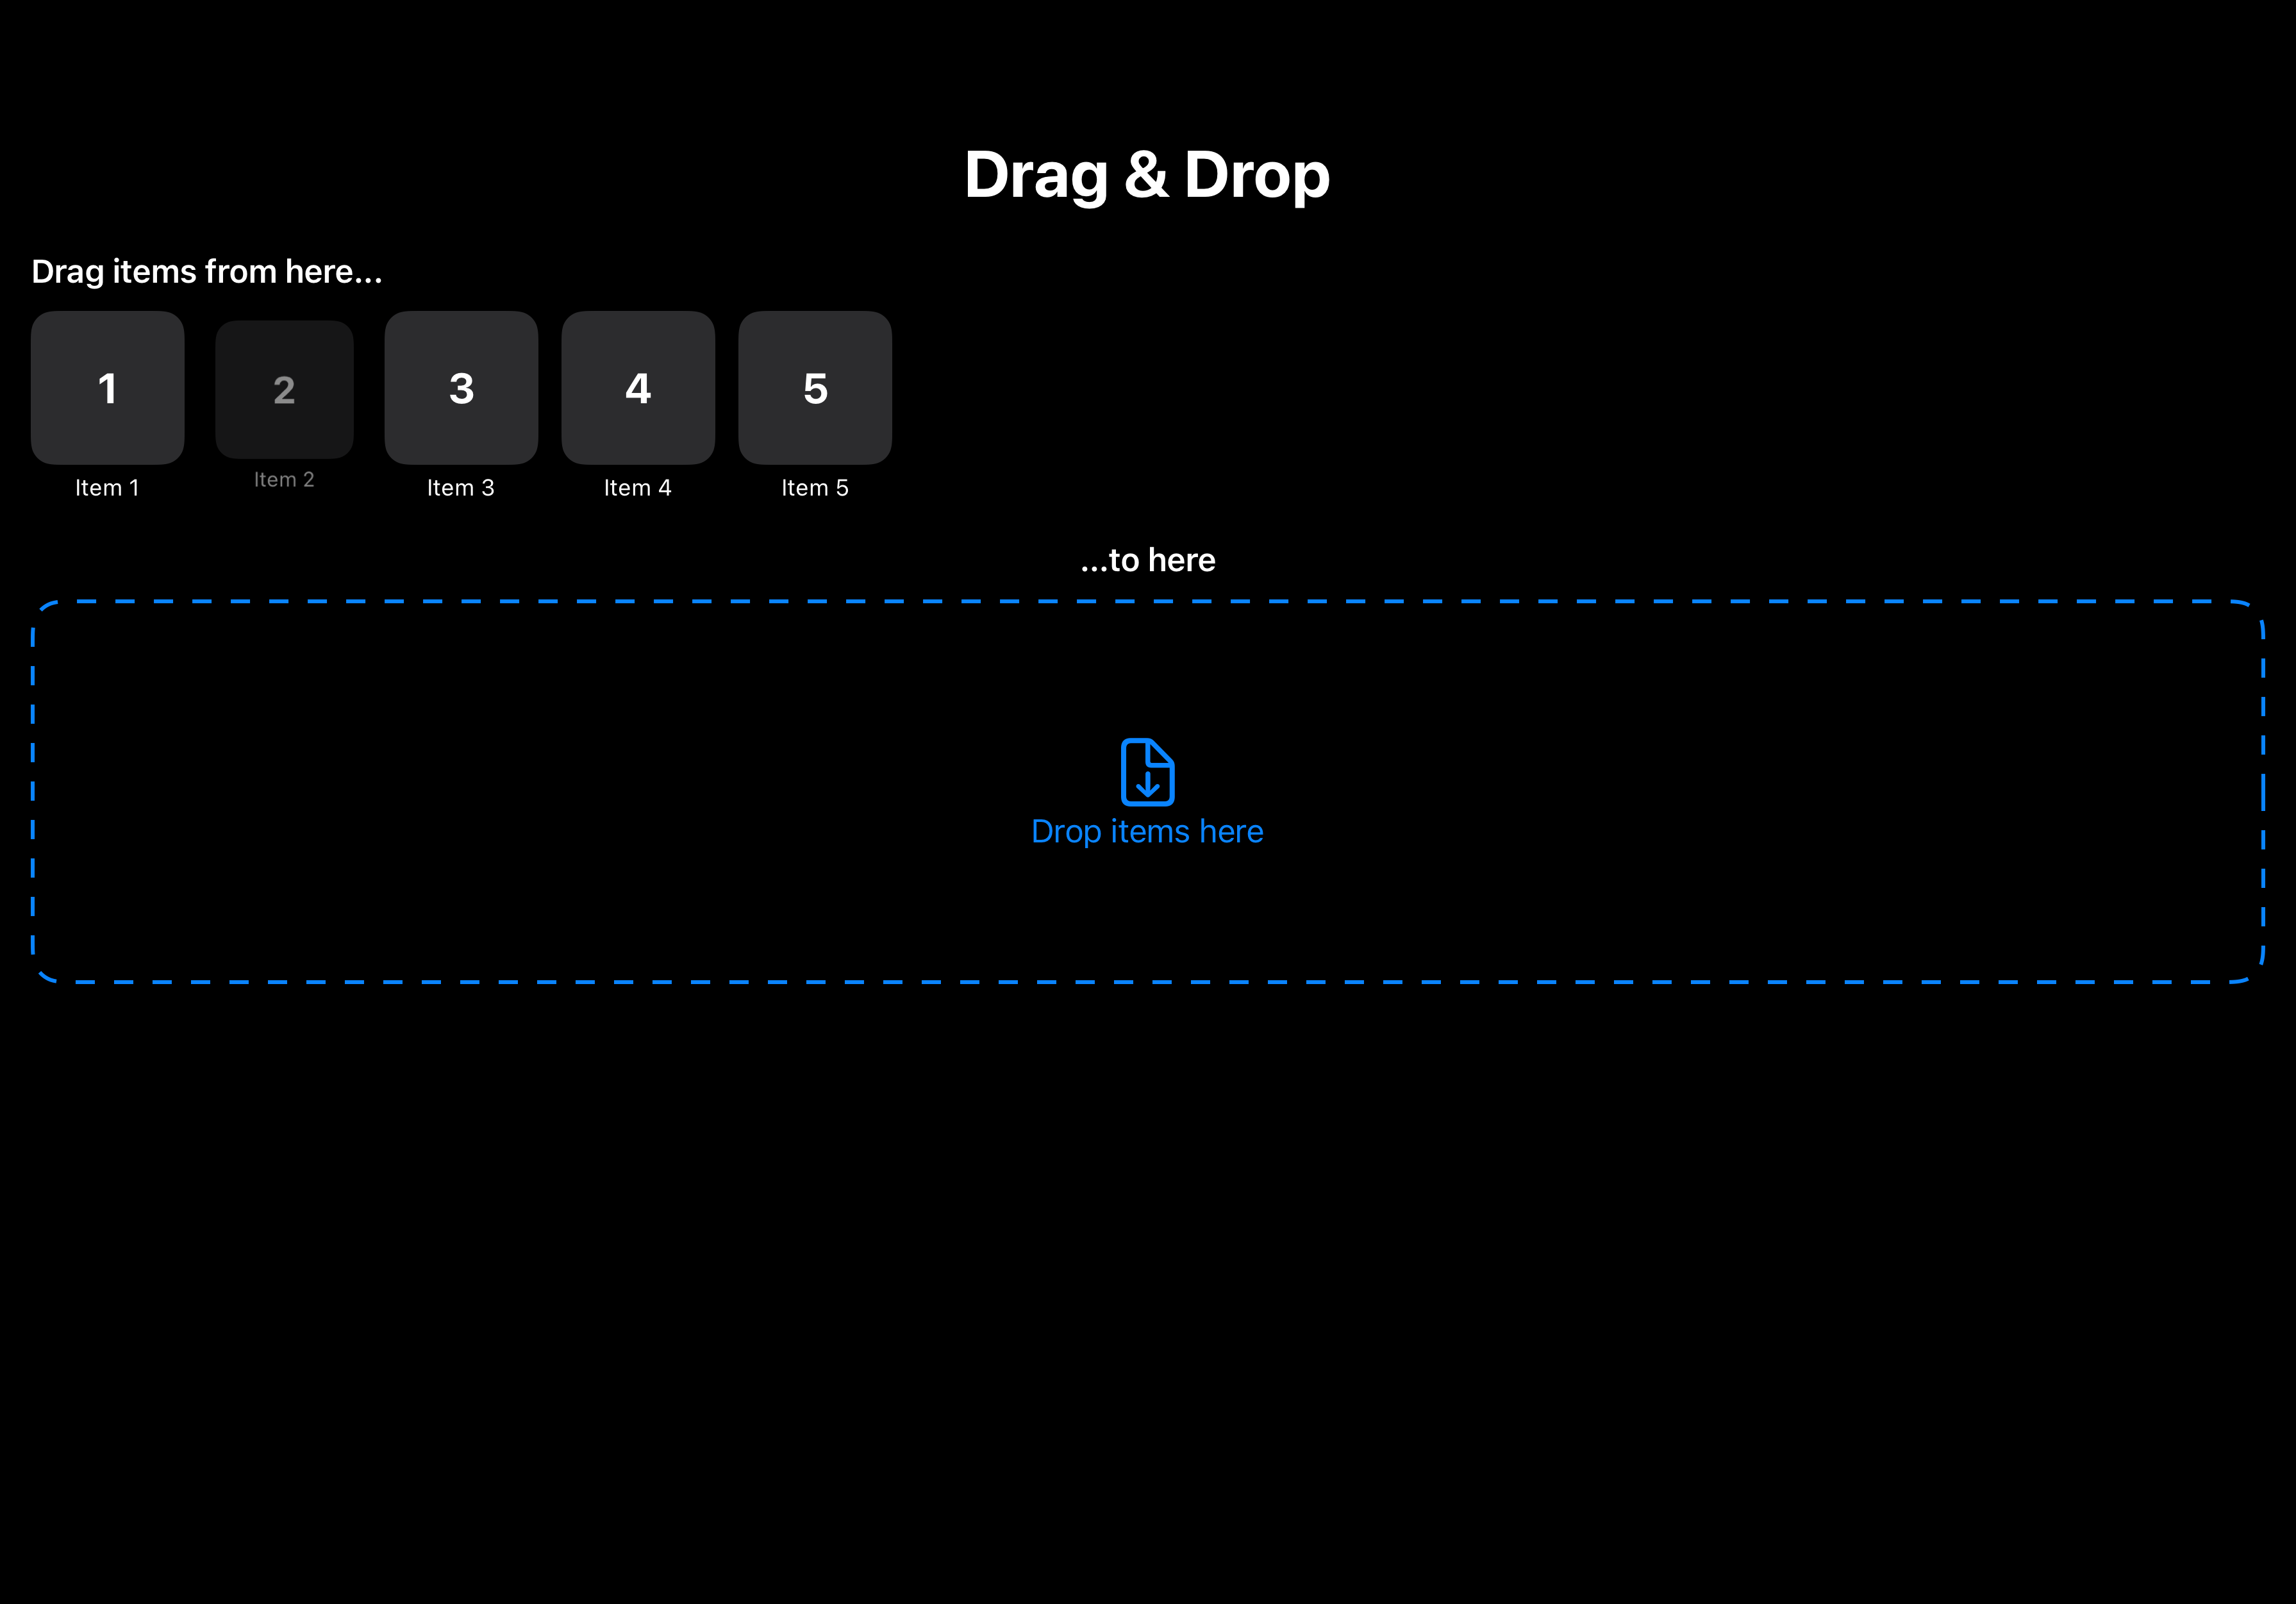 Drag & Drop
Drag items from here...
1
2
3
4
5
Item 1
Item 2
Item 3
Item 4
Item 5
...to here
Drop items here